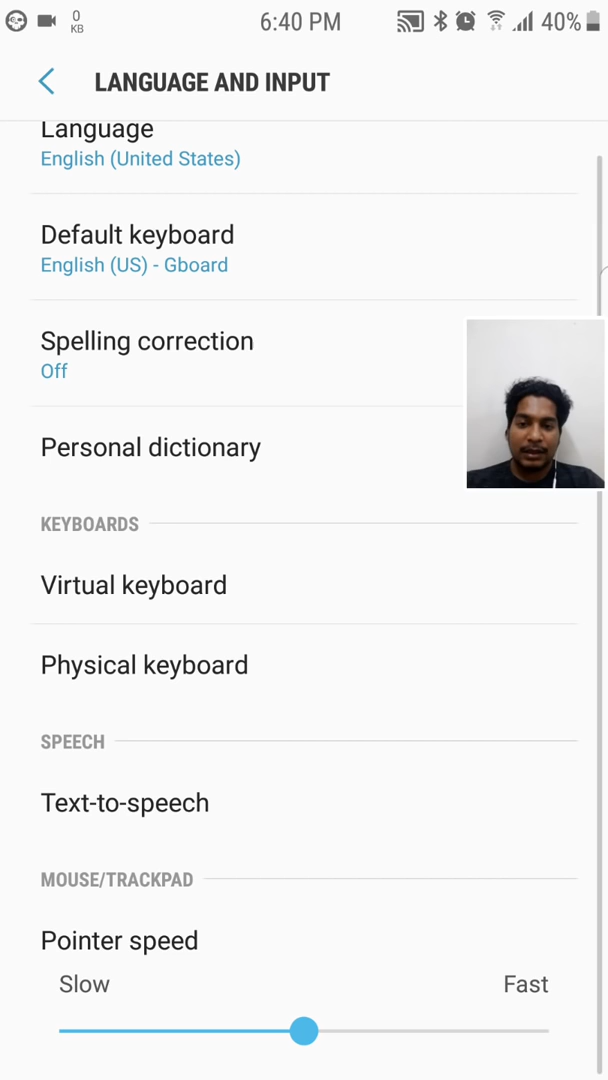 0
KB
6:40 PM
40%
LANGUAGE AND INPUT
Language
English (United States)
Default keyboard
English (US) - Gboard
Spelling correction
Off
Personal dictionary
KEYBOARDS
Virtual keyboard
Physical keyboard
SPEECH
Text-to-speech
MOUSE/TRACKPAD
Pointer speed
Slow Fast